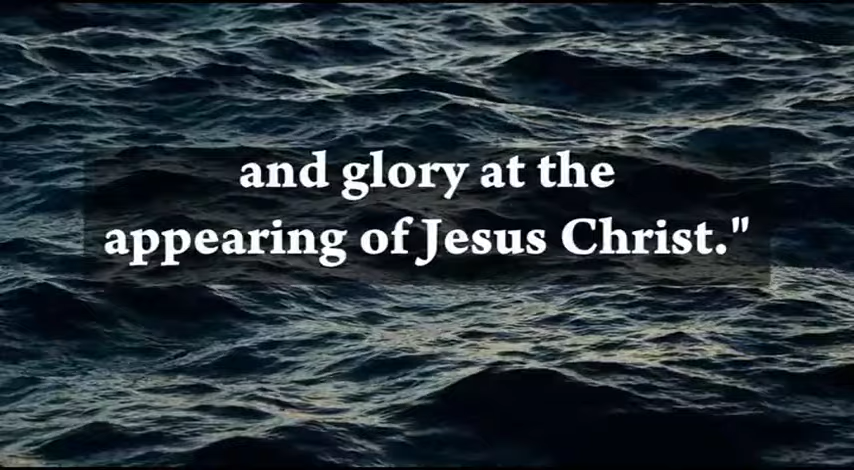 and glory at the
appearing of Jesus Christ."